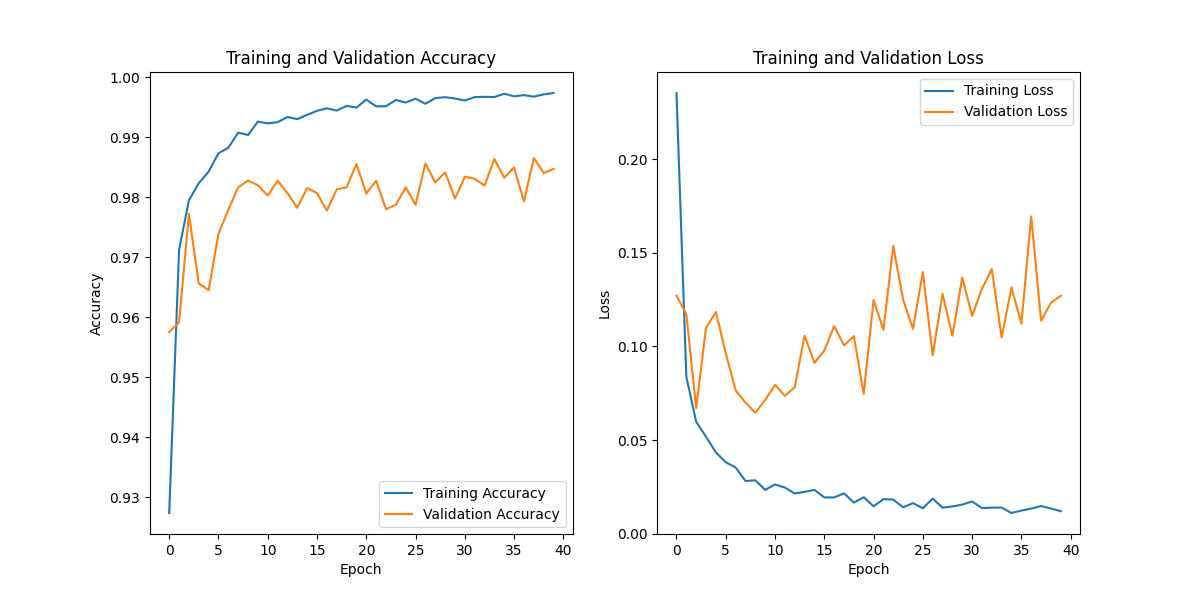 Training and Validation Accuracy
1.00
0.99
0.98
0.97
0.96
0.95
0.94
0.93
Accuracy
0 5 10 15 20 25 30 35 40
Epoch
Training Accuracy
Validation Accuracy
Training and Validation Loss
0.20
0.15
0.10
0.05
0.00
Loss
0 5 10 15 20 25 30 35 40
Epoch
Training Loss
Validation Loss